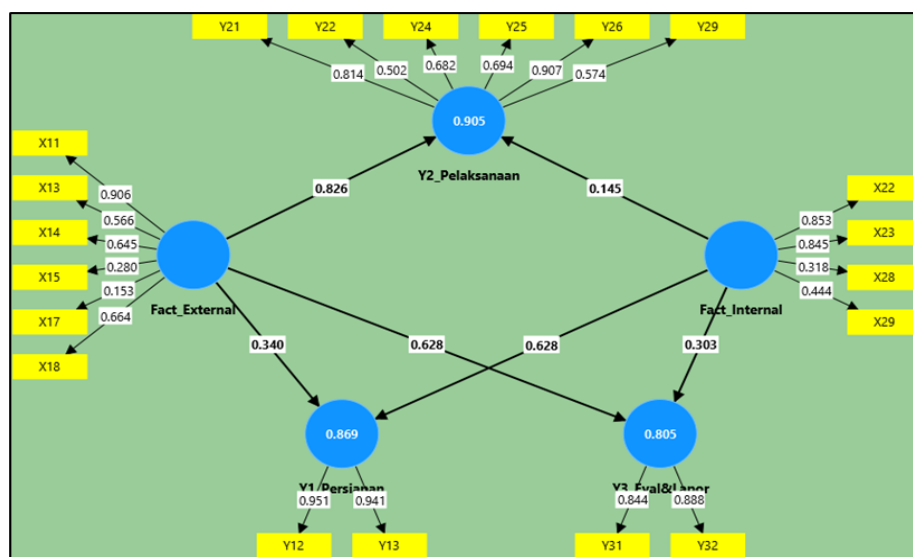 Y21 Y22 Y24 Y25 Y26 Y29
0.814 0.502 0.682 0.694 0.907 0.574
0.905
Y2_Pelaksanaan
X11
X13
X14
X15
X17
X18
0.906
0.566
0.645
0.280
0.153
0.664
Fact_External
X22
X23
X28
X29
0.853
0.845
0.318
0.444
Fact_Internal
0.826 0.145
0.340 0.628 0.628 0.303
0.869
0.805
Y1_Persiapan
Y3_Eval&Lapor
0.951 0.941
0.844 0.888
Y12 Y13
Y31 Y32